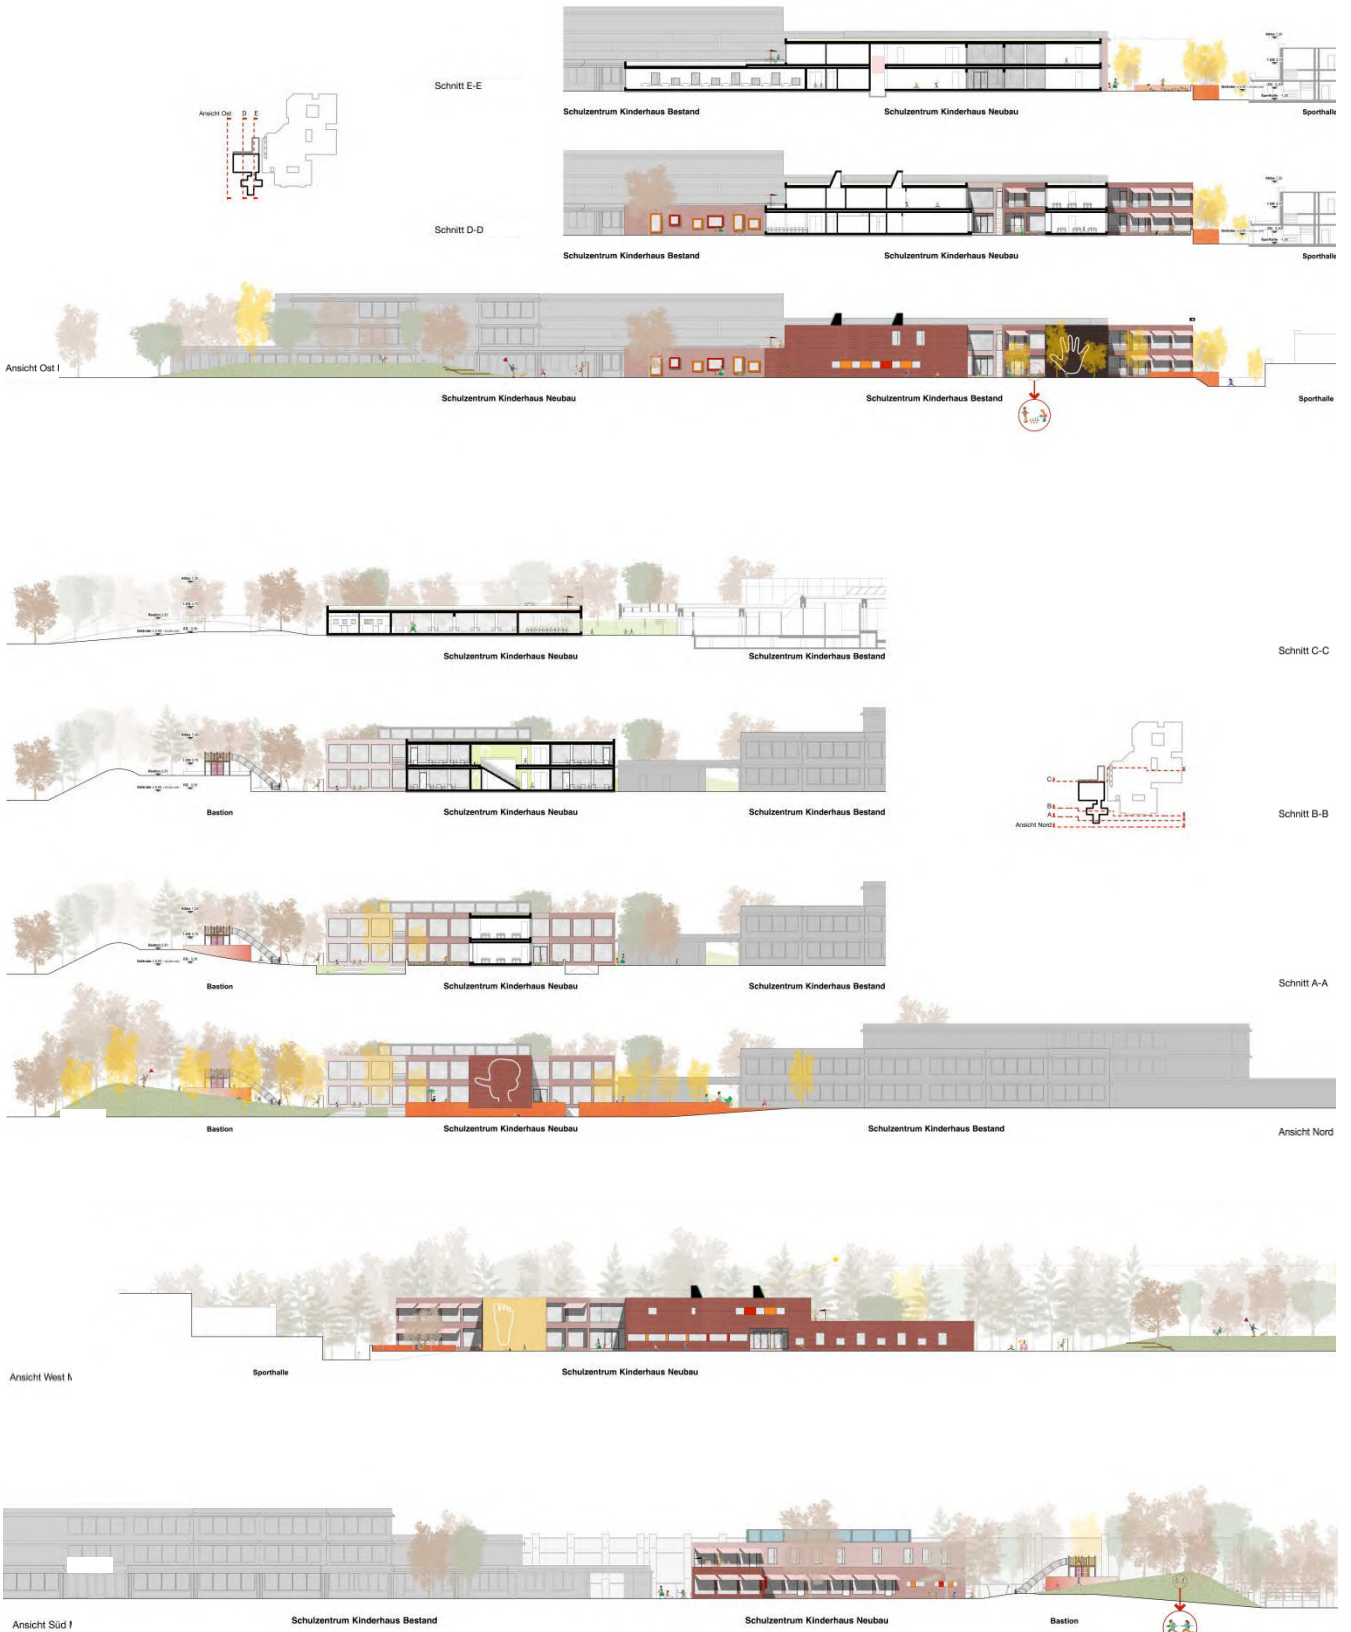 Schnitt E-E
Schulzentrum Kinderhaus Bestand
Schulzentrum Kinderhaus Neubau
Sporthalle
Ansicht Ost
D
E
Schnitt D-D
Schulzentrum Kinderhaus Bestand
Schulzentrum Kinderhaus Neubau
Sporthalle
Ansicht Ost
Schulzentrum Kinderhaus Neubau
Schulzentrum Kinderhaus Bestand
Sporthalle
Schulzentrum Kinderhaus Neubau
Schulzentrum Kinderhaus Bestand
Schnitt C-C
Bastion
Schulzentrum Kinderhaus Neubau
Schulzentrum Kinderhaus Bestand
C
B
A
Ansicht Nord
Schnitt B-B
Bastion
Schulzentrum Kinderhaus Neubau
Schulzentrum Kinderhaus Bestand
Schnitt A-A
Bastion
Schulzentrum Kinderhaus Neubau
Schulzentrum Kinderhaus Bestand
Ansicht Nord
Ansicht West
Sporthalle
Schulzentrum Kinderhaus Neubau
Ansicht Süd
Schulzentrum Kinderhaus Bestand
Schulzentrum Kinderhaus Neubau
Bastion